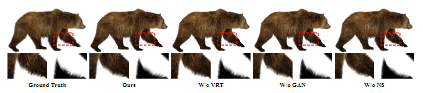 Ground Truth
Ours
W/o VRT
W/o GAN
W/o NS